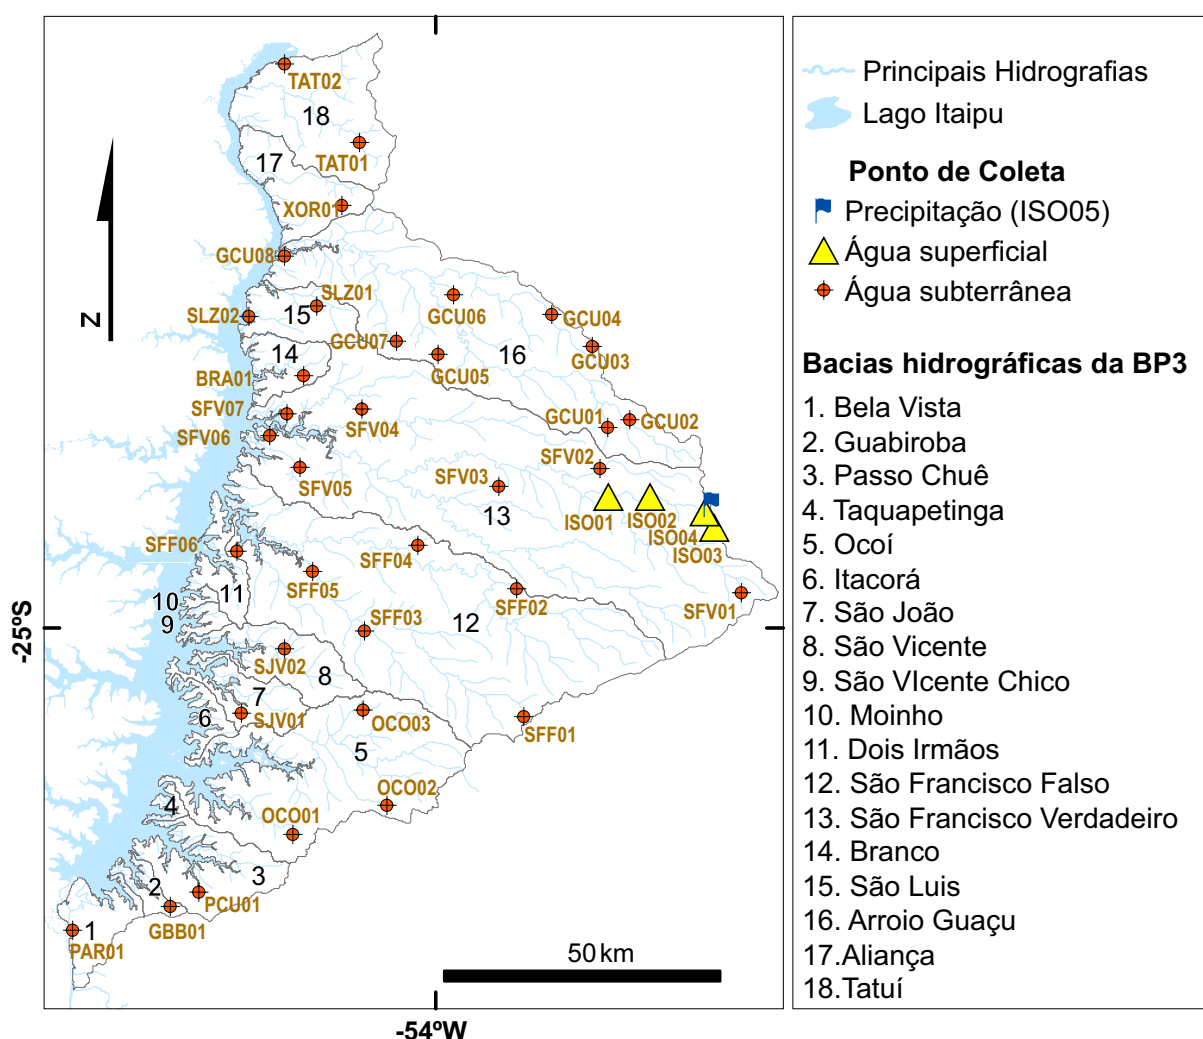 TAT02
18
17
TAT01
XOR01
GCU08
SLZ01
SLZ02
15
GCU06
GCU04
GCU07
16
GCU03
14
GCU05
BRA01
SFV07
SFV04
GCU01
GCU02
SFV06
SFV02
SFV03
SFV05
13
ISO01
ISO02
ISO04
ISO03
SFF06
SFF04
SFF05
11
10
9
SFF02
SFV01
SFF03
12
-25ºS
SJV02
8
7
6
SJV01
OCO03
SFF01
5
OCO02
4
OCO01
3
2
PCU01
GBB01
1
PAR01
50 km
-54ºW
N
Principais Hidrografias
Lago Itaipu
Ponto de Coleta
Precipitação (ISO05)
Água superficial
Água subterrânea
Bacias hidrográficas da BP3
1. Bela Vista
2. Guabiroba
3. Passo Chuê
4. Taquapetinga
5. Ocoí
6. Itacorá
7. São João
8. São Vicente
9. São VIcente Chico
10. Moinho
11. Dois Irmãos
12. São Francisco Falso
13. São Francisco Verdadeiro
14. Branco
15. São Luis
16. Arroio Guaçu
17.Aliança
18.Tatuí